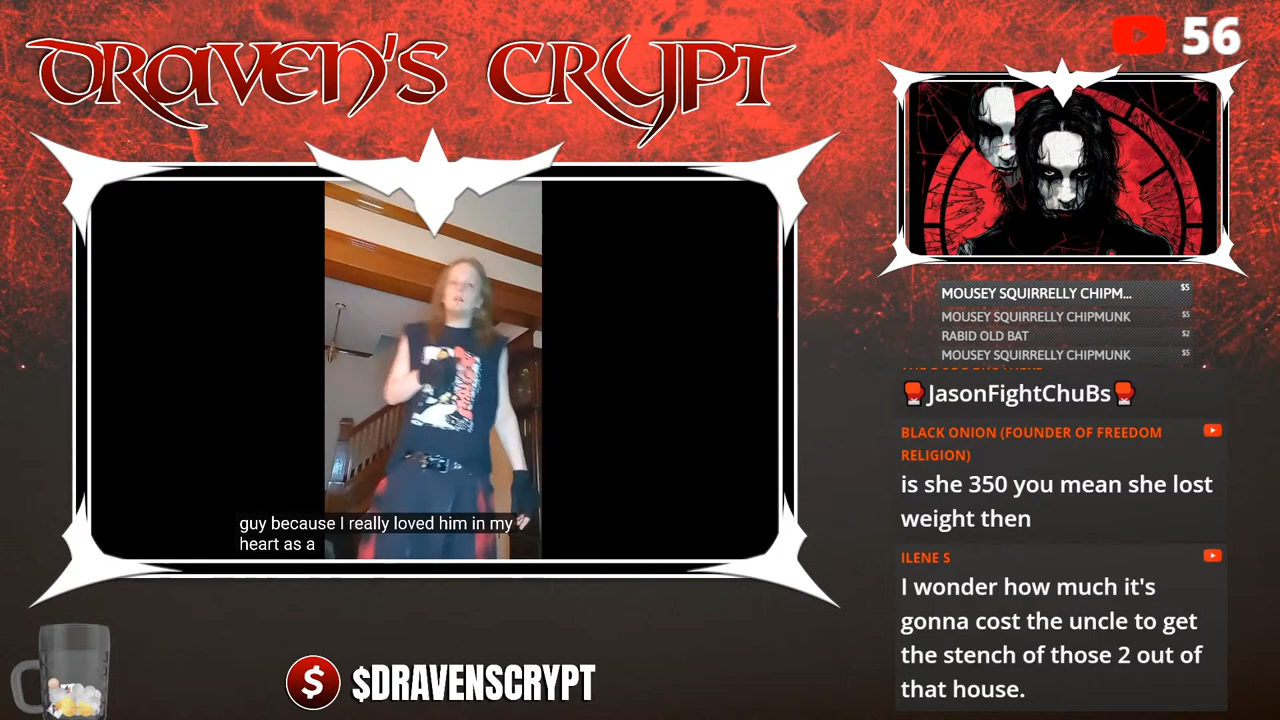 DRAVEN'S CRYPT
56
guy because I really loved him in my
heart as a
MOUSEY SQUIRRELLY CHIPM... $5
MOUSEY SQUIRRELLY CHIPMUNK $5
RABID OLD BAT $2
MOUSEY SQUIRRELLY CHIPMUNK $5
JasonFightChuBs
BLACK ONION (FOUNDER OF FREEDOM
RELIGION)
is she 350 you mean she lost
weight then
ILENE S
I wonder how much it's
gonna cost the uncle to get
the stench of those 2 out of
that house.
$ $DRAVENSCRYPT